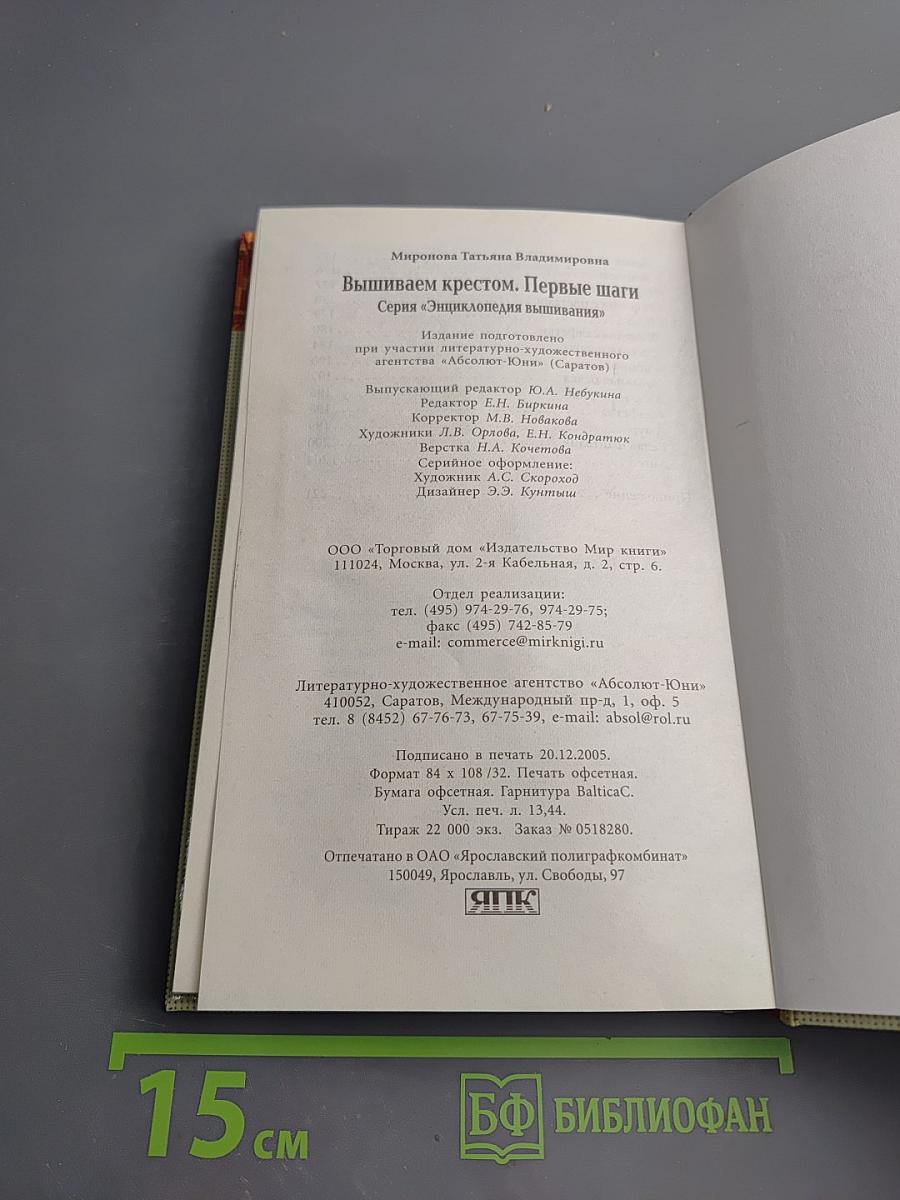 Миронова Татьяна Владимировна
Вышиваем крестом. Первые шаги
Серия «Энциклопедия вышивания»
Издание подготовлено
при участии литературно-художественного
агентства «Абсолют-Юни» (Саратов)
Выпускающий редактор Ю.А. Небукина
Редактор Е.Н. Биркина
Корректор М.В. Новакова
Художники Л.В. Орлова, Е.Н. Кондратюк
Верстка Н.А. Кочетова
Серийное оформление:
Художник А.С. Скороход
Дизайнер Э.Э. Кунтыш
ООО «Торговый дом «Издательство Мир книги»
111024, Москва, ул. 2-я Кабельная, д. 2, стр. 6.
Отдел реализации:
тел. (495) 974-29-76, 974-29-75;
факс (495) 742-85-79
e-mail: commerce@mirknigi.ru
Литературно-художественное агентство «Абсолют-Юни»
410052, Саратов, Международный пр-д, 1, оф. 5
тел. 8 (8452) 67-76-73, 67-75-39, e-mail: absol@rol.ru
Подписано в печать 20.12.2005.
Формат 84 х 108 /32. Печать офсетная.
Бумага офсетная. Гарнитура BalticaC.
Усл. печ. л. 13,44.
Тираж 22 000 экз. Заказ № 0518280.
Отпечатано в ОАО «Ярославский полиграфкомбинат»
150049, Ярославль, ул. Свободы, 97
ЯПК
15 см
БФ БИБЛИОФАН